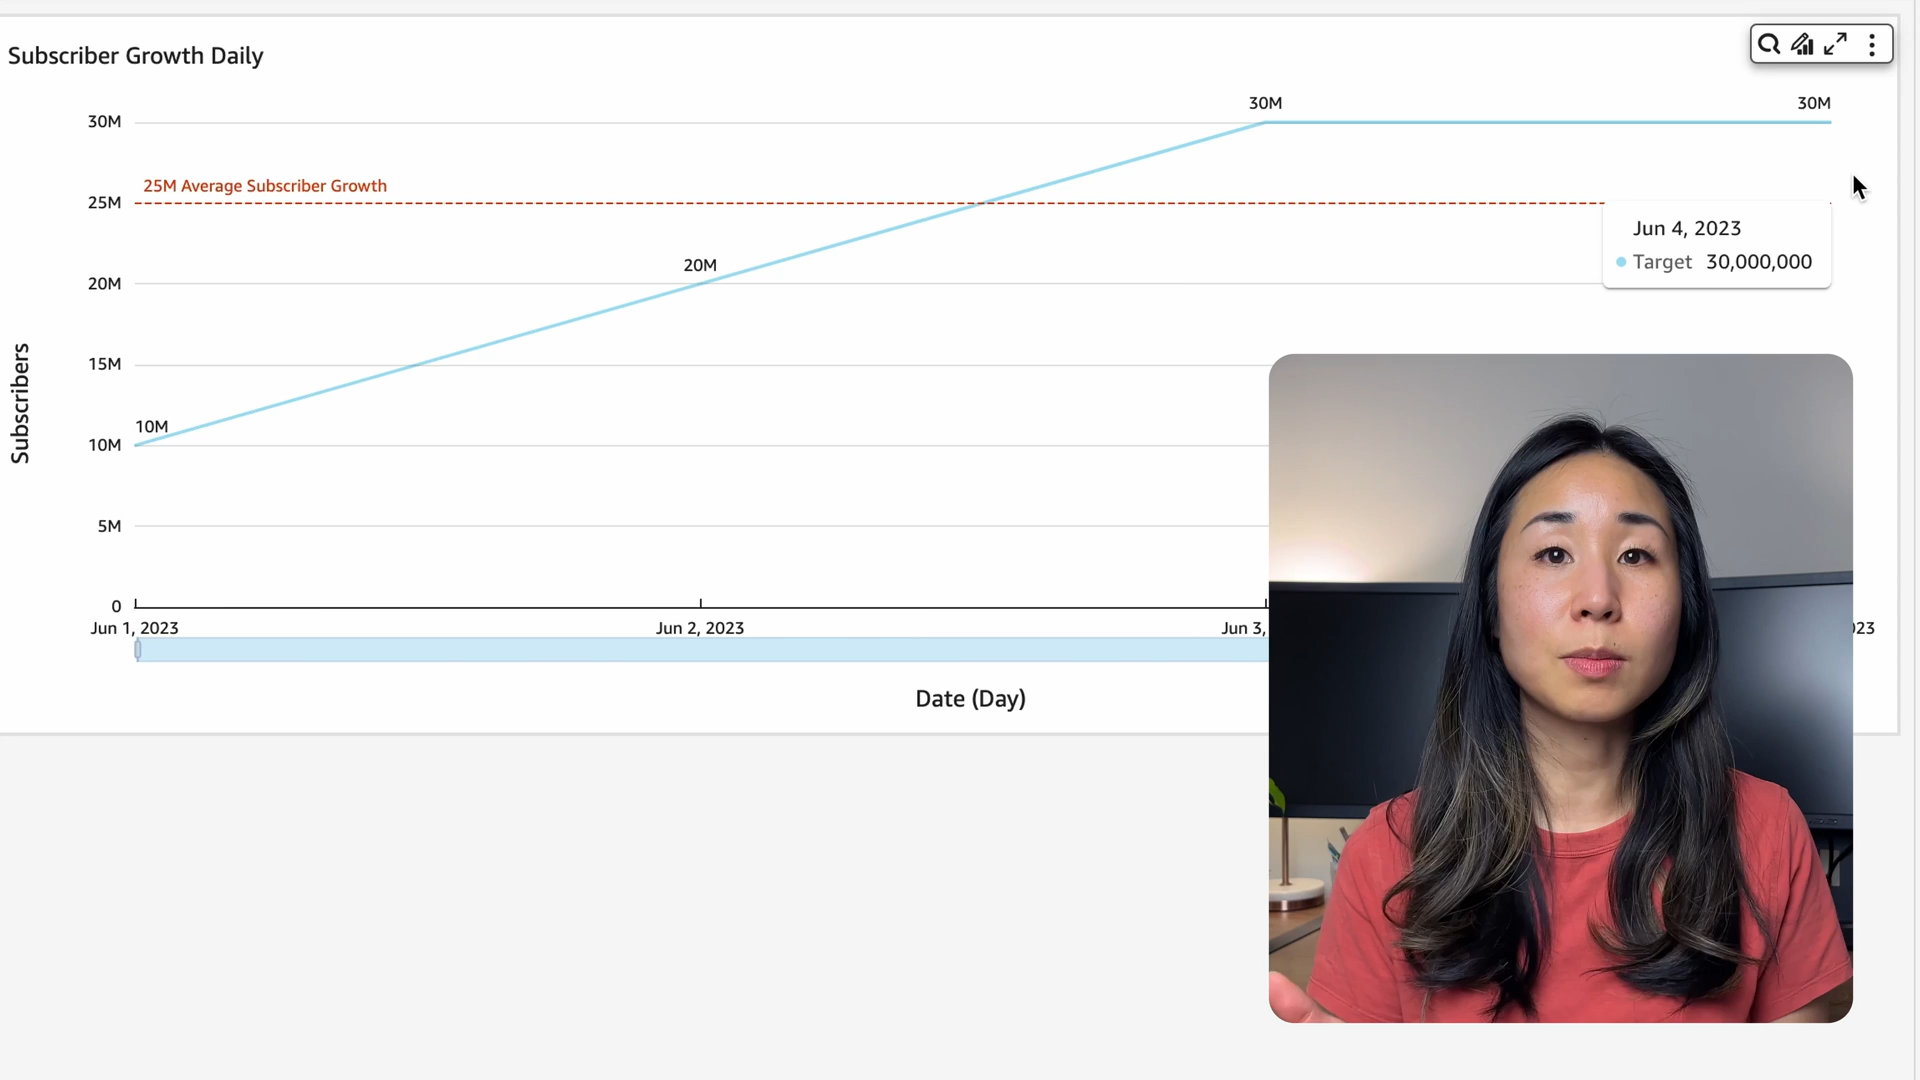 Subscriber Growth Daily
30M 30M
30M
25M Average Subscriber Growth
25M
Jun 4, 2023
Target 30,000,000
20M
20M
15M
Subscribers
10M
10M
5M
0
Jun 1, 2023 Jun 2, 2023 Jun 3, 23
Date (Day)